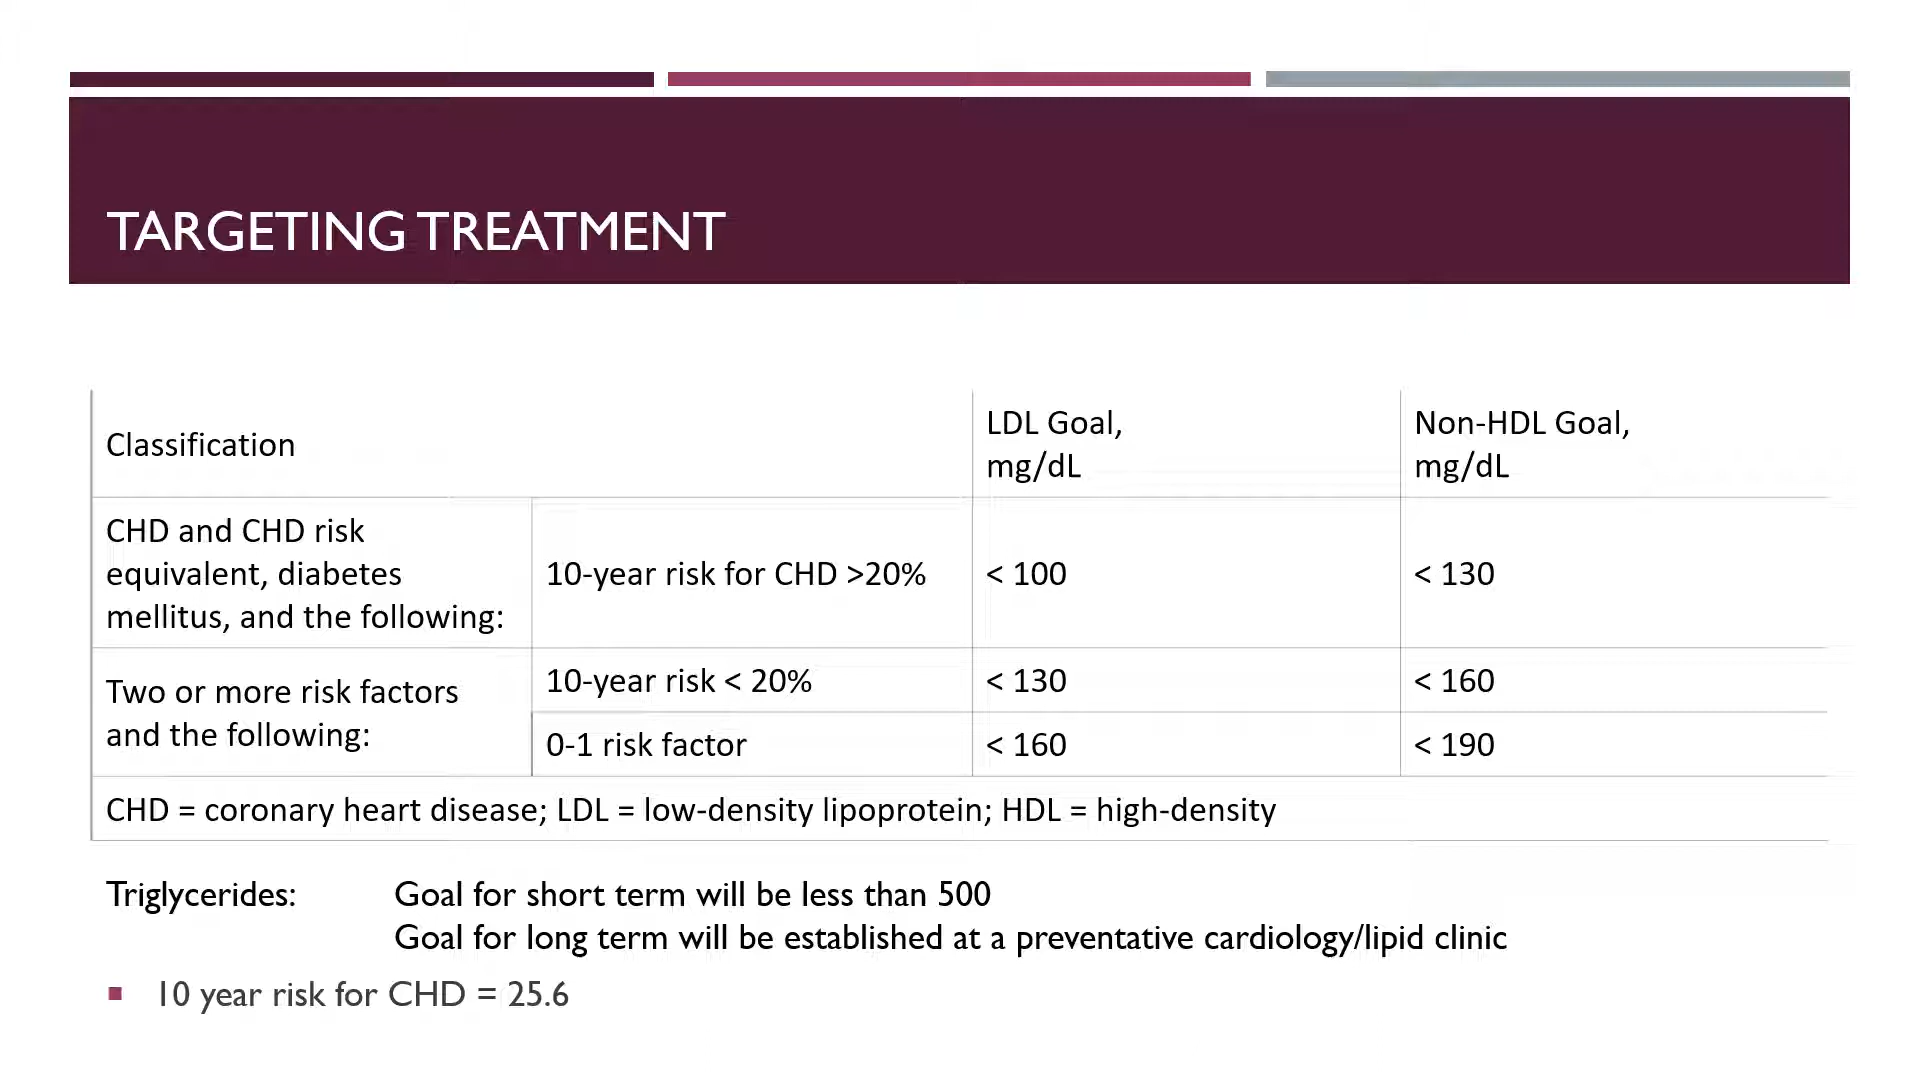 TARGETING TREATMENT
Classification
LDL Goal,
mg/dL
Non-HDL Goal,
mg/dL
CHD and CHD risk
equivalent, diabetes
mellitus, and the following:
10-year risk for CHD >20%
< 100
< 130
Two or more risk factors
and the following:
10-year risk < 20%
< 130
< 160
0-1 risk factor
< 160
< 190
CHD = coronary heart disease; LDL = low-density lipoprotein; HDL = high-density
Triglycerides: Goal for short term will be less than 500
Goal for long term will be established at a preventative cardiology/lipid clinic
10 year risk for CHD = 25.6